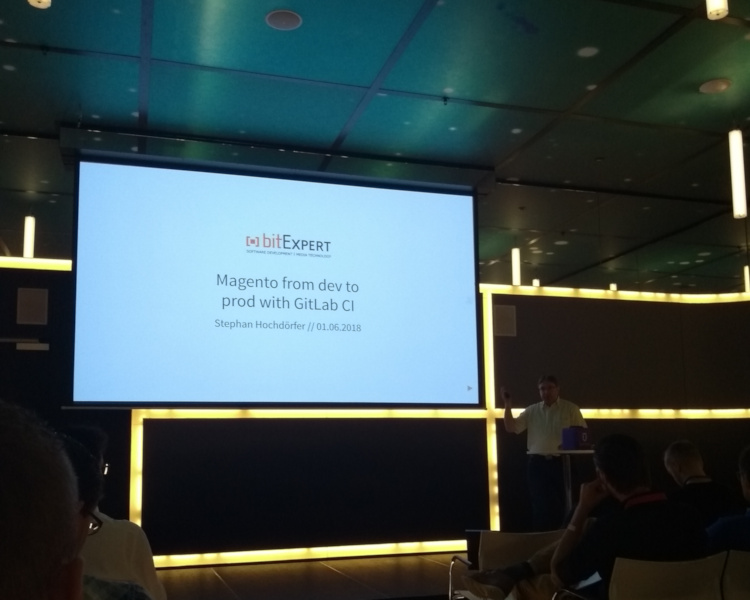 bitExpert
SOFTWARE DEVELOPMENT & MEDIA TECHNOLOGY
Magento from dev to
prod with GitLab CI
Stephan Hochdörfer // 01.06.2018